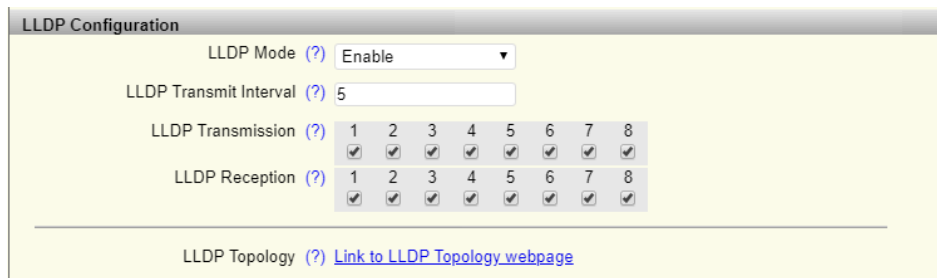 LLDP Configuration
LLDP Mode (?) Enable
LLDP Transmit Interval (?) 5
LLDP Transmission (?) 1 2 3 4 5 6 7 8
LLDP Reception (?) 1 2 3 4 5 6 7 8
LLDP Topology (?) Link to LLDP Topology webpage